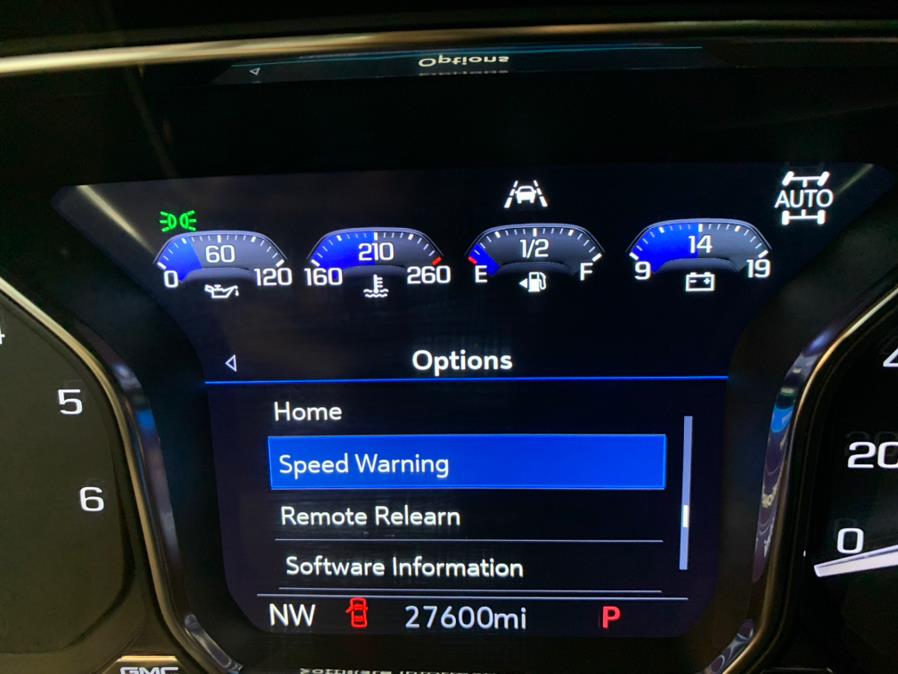 Options
AUTO
60
0 120
210
160 260
1/2
E F
14
9 19
Options
Home
Speed Warning
Remote Relearn
Software Information
NW 27600mi P
5
6
20
0
GMC